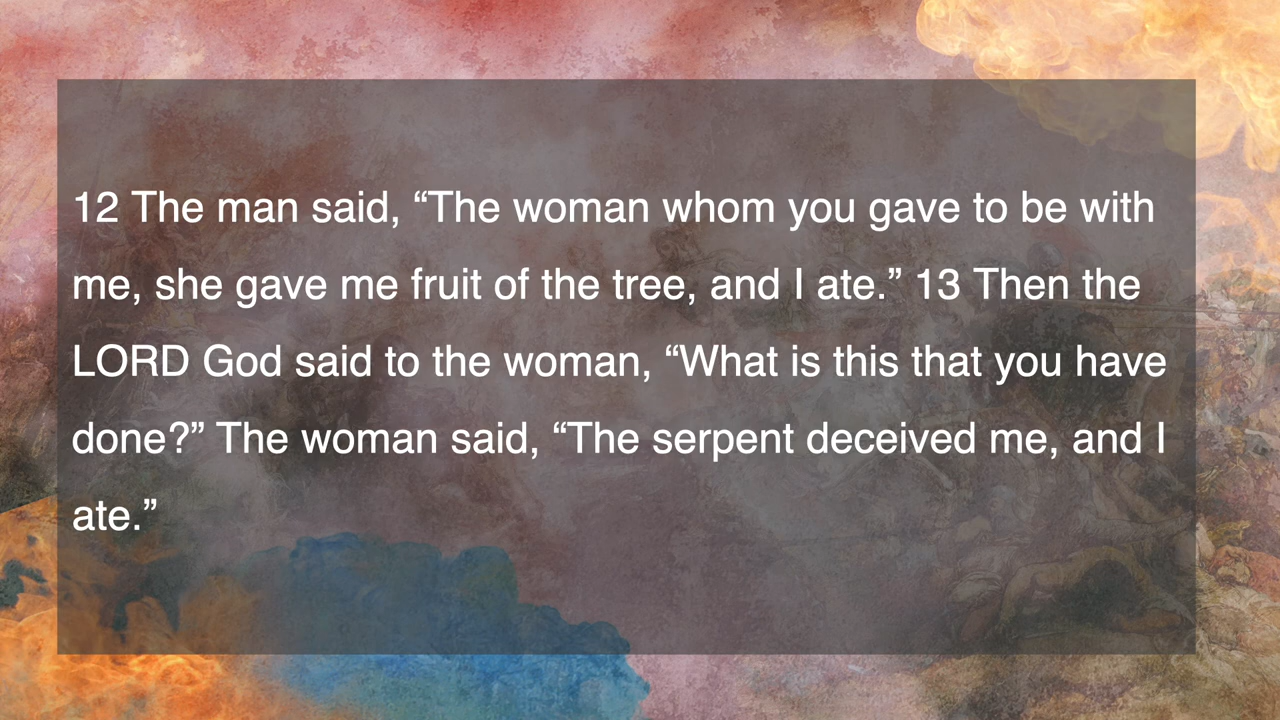 12 The man said, “The woman whom you gave to be with
me, she gave me fruit of the tree, and I ate.” 13 Then the
LORD God said to the woman, “What is this that you have
done?” The woman said, “The serpent deceived me, and I
ate.”